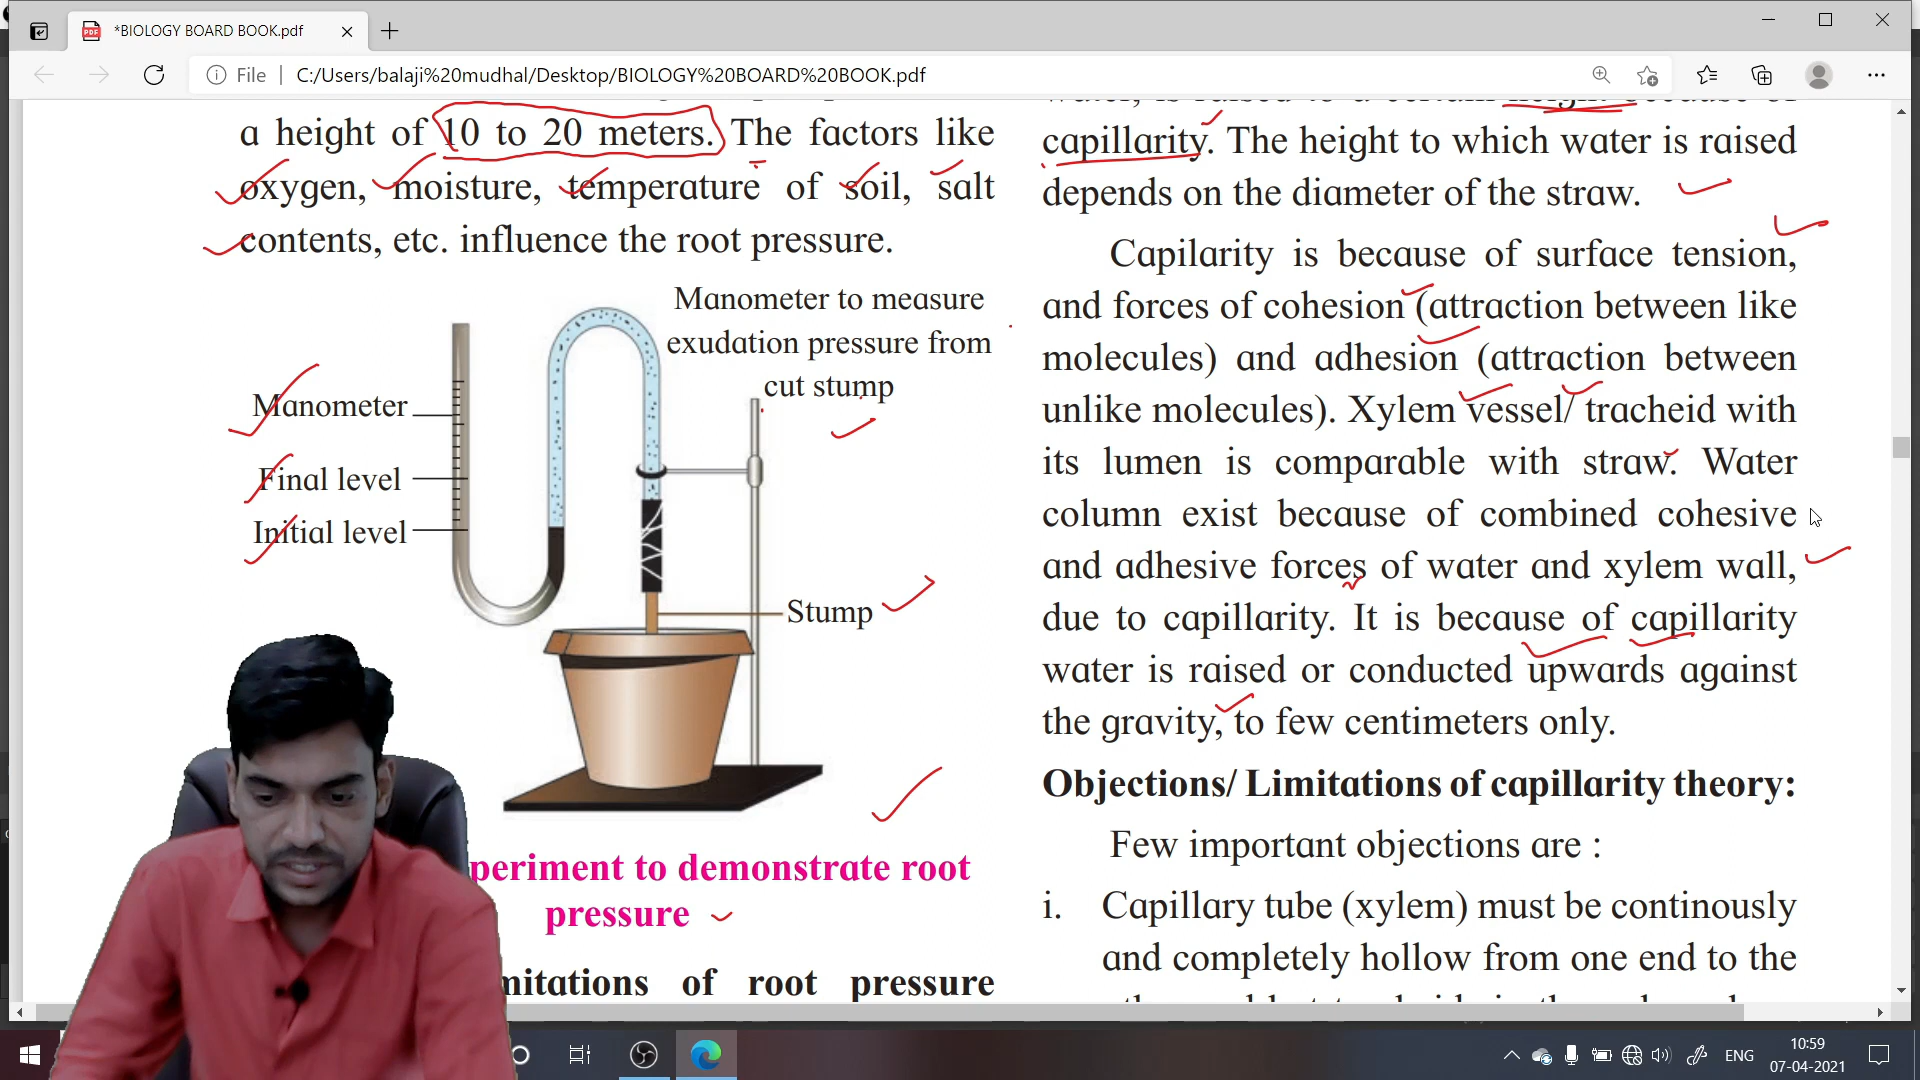 *BIOLOGY BOARD BOOK.pdf
File
C:/Users/balaji%20mudhal/Desktop/BIOLOGY%20BOARD%20BOOK.pdf
a height of 10 to 20 meters. The factors like
oxygen, moisture, temperature of soil, salt
contents, etc. influence the root pressure.
Manometer to measure
exudation pressure from
cut stump
Manometer
Final level
Initial level
Stump
periment to demonstrate root
pressure
mitations of root pressure
capillarity. The height to which water is raised
depends on the diameter of the straw.
Capilarity is because of surface tension,
and forces of cohesion (attraction between like
molecules) and adhesion (attraction between
unlike molecules). Xylem vessel/ tracheid with
its lumen is comparable with straw. Water
column exist because of combined cohesive
and adhesive forces of water and xylem wall,
due to capillarity. It is because of capillarity
water is raised or conducted upwards against
the gravity, to few centimeters only.
Objections/ Limitations of capillarity theory:
Few important objections are :
i. Capillary tube (xylem) must be continously
and completely hollow from one end to the
ENG
10:59
07-04-2021